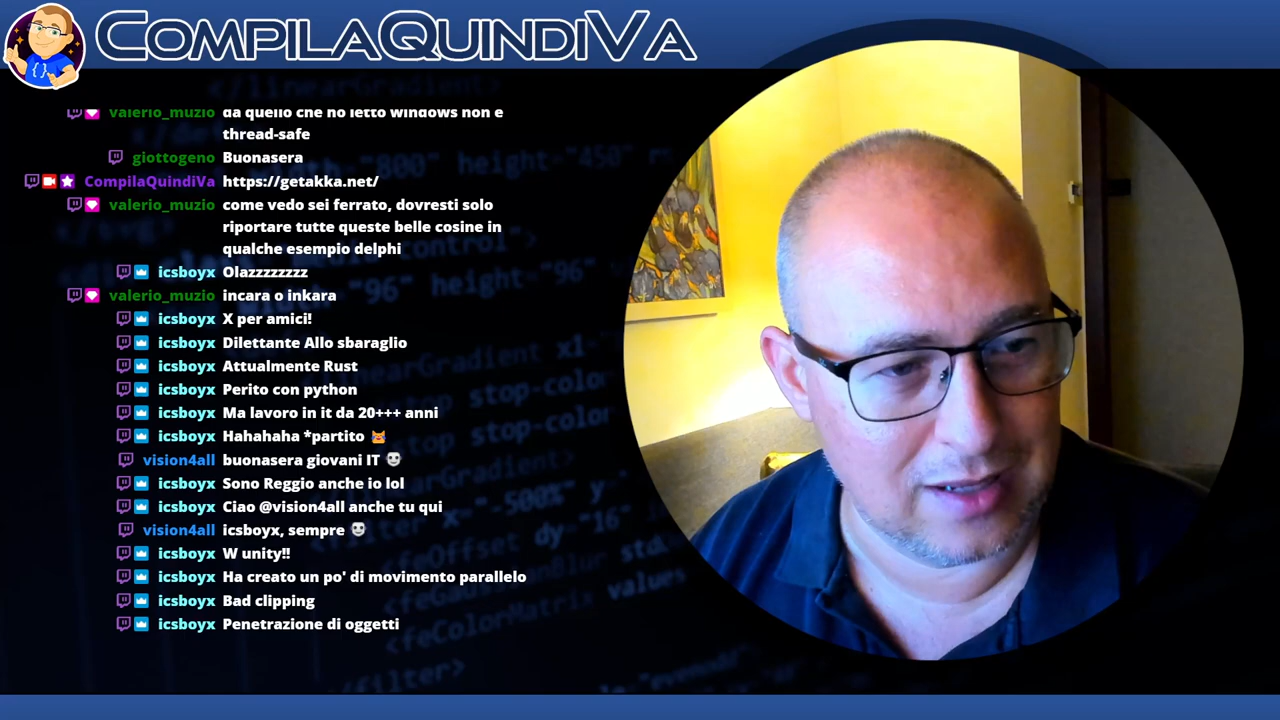 CompilaQuindiVa
{}
valerio_muzio da quello che ho letto windows non è
thread-safe
giottogeno Buonasera
CompilaQuindiVa https://getakka.net/
valerio_muzio come vedo sei ferrato, dovresti solo
riportare tutte queste belle cosine in
qualche esempio delphi
icsboyx Olazzzzzzzz
valerio_muzio incara o inkara
icsboyx X per amici!
icsboyx Dilettante Allo sbaraglio
icsboyx Attualmente Rust
icsboyx Perito con python
icsboyx Ma lavoro in it da 20+++ anni
icsboyx Hahahaha *partito 😹
vision4all buonasera giovani IT 💀
icsboyx Sono Reggio anche io lol
icsboyx Ciao @vision4all anche tu qui
vision4all icsboyx, sempre 💀
icsboyx W unity!!
icsboyx Ha creato un po' di movimento parallelo
icsboyx Bad clipping
icsboyx Penetrazione di oggetti